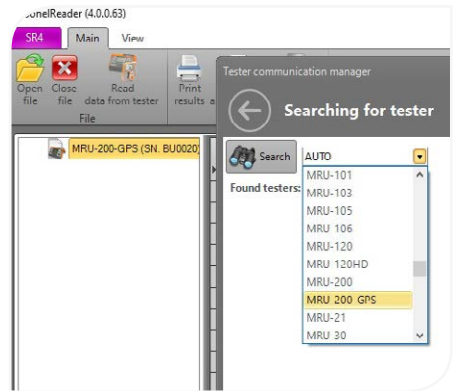 (4.0.0.63)
SR4
Main
View
Open file
Close file
Read data from tester
Print results
File
Tester communication manager
Searching for tester
MRU-200-GPS (SN. BU0020)
Search
AUTO
Found testers:
MRU-101
MRU-103
MRU-105
MRU 106
MRU-120
MRU 120HD
MRU-200
MRU 200 GPS
MRU-21
MRU 30